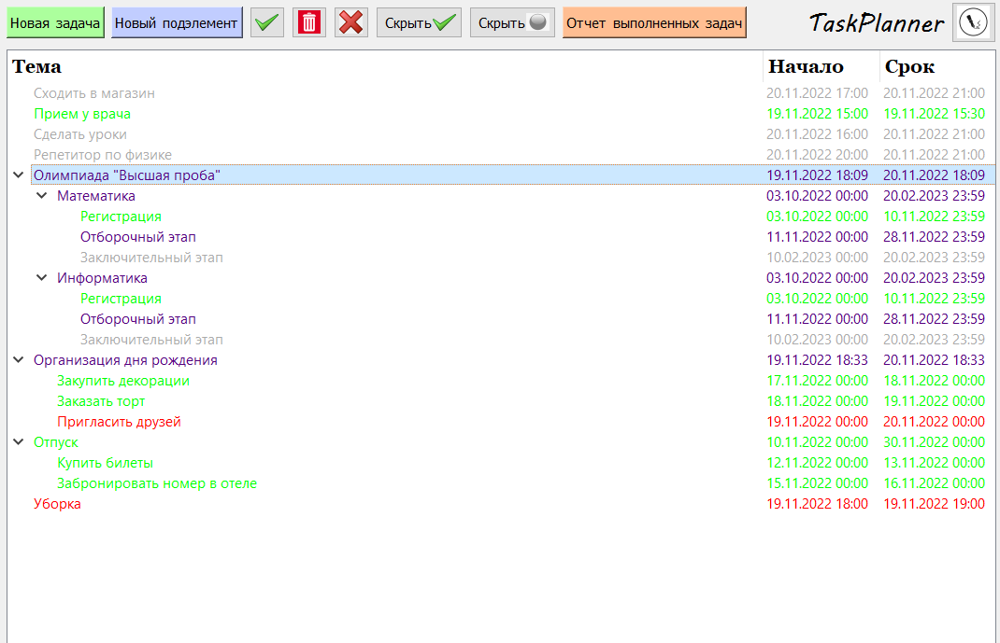 Новая задача Новый подэлемент Скрыть Скрыть Отчет выполненных задач TaskPlanner
Тема Начало Срок
Сходить в магазин 20.11.2022 17:00 20.11.2022 21:00
Прием у врача 19.11.2022 15:00 19.11.2022 15:30
Сделать уроки 20.11.2022 16:00 20.11.2022 21:00
Репетитор по физике 20.11.2022 20:00 20.11.2022 21:00
Олимпиада "Высшая проба" 19.11.2022 18:09 20.11.2022 18:09
Математика 03.10.2022 00:00 20.02.2023 23:59
Регистрация 03.10.2022 00:00 10.11.2022 23:59
Отборочный этап 11.11.2022 00:00 28.11.2022 23:59
Заключительный этап 10.02.2023 00:00 20.02.2023 23:59
Информатика 03.10.2022 00:00 20.02.2023 23:59
Регистрация 03.10.2022 00:00 10.11.2022 23:59
Отборочный этап 11.11.2022 00:00 28.11.2022 23:59
Заключительный этап 10.02.2023 00:00 20.02.2023 23:59
Организация дня рождения 19.11.2022 18:33 20.11.2022 18:33
Закупить декорации 17.11.2022 00:00 18.11.2022 00:00
Заказать торт 18.11.2022 00:00 19.11.2022 00:00
Пригласить друзей 19.11.2022 00:00 20.11.2022 00:00
Отпуск 10.11.2022 00:00 30.11.2022 00:00
Купить билеты 12.11.2022 00:00 13.11.2022 00:00
Забронировать номер в отеле 15.11.2022 00:00 16.11.2022 00:00
Уборка 19.11.2022 18:00 19.11.2022 19:00